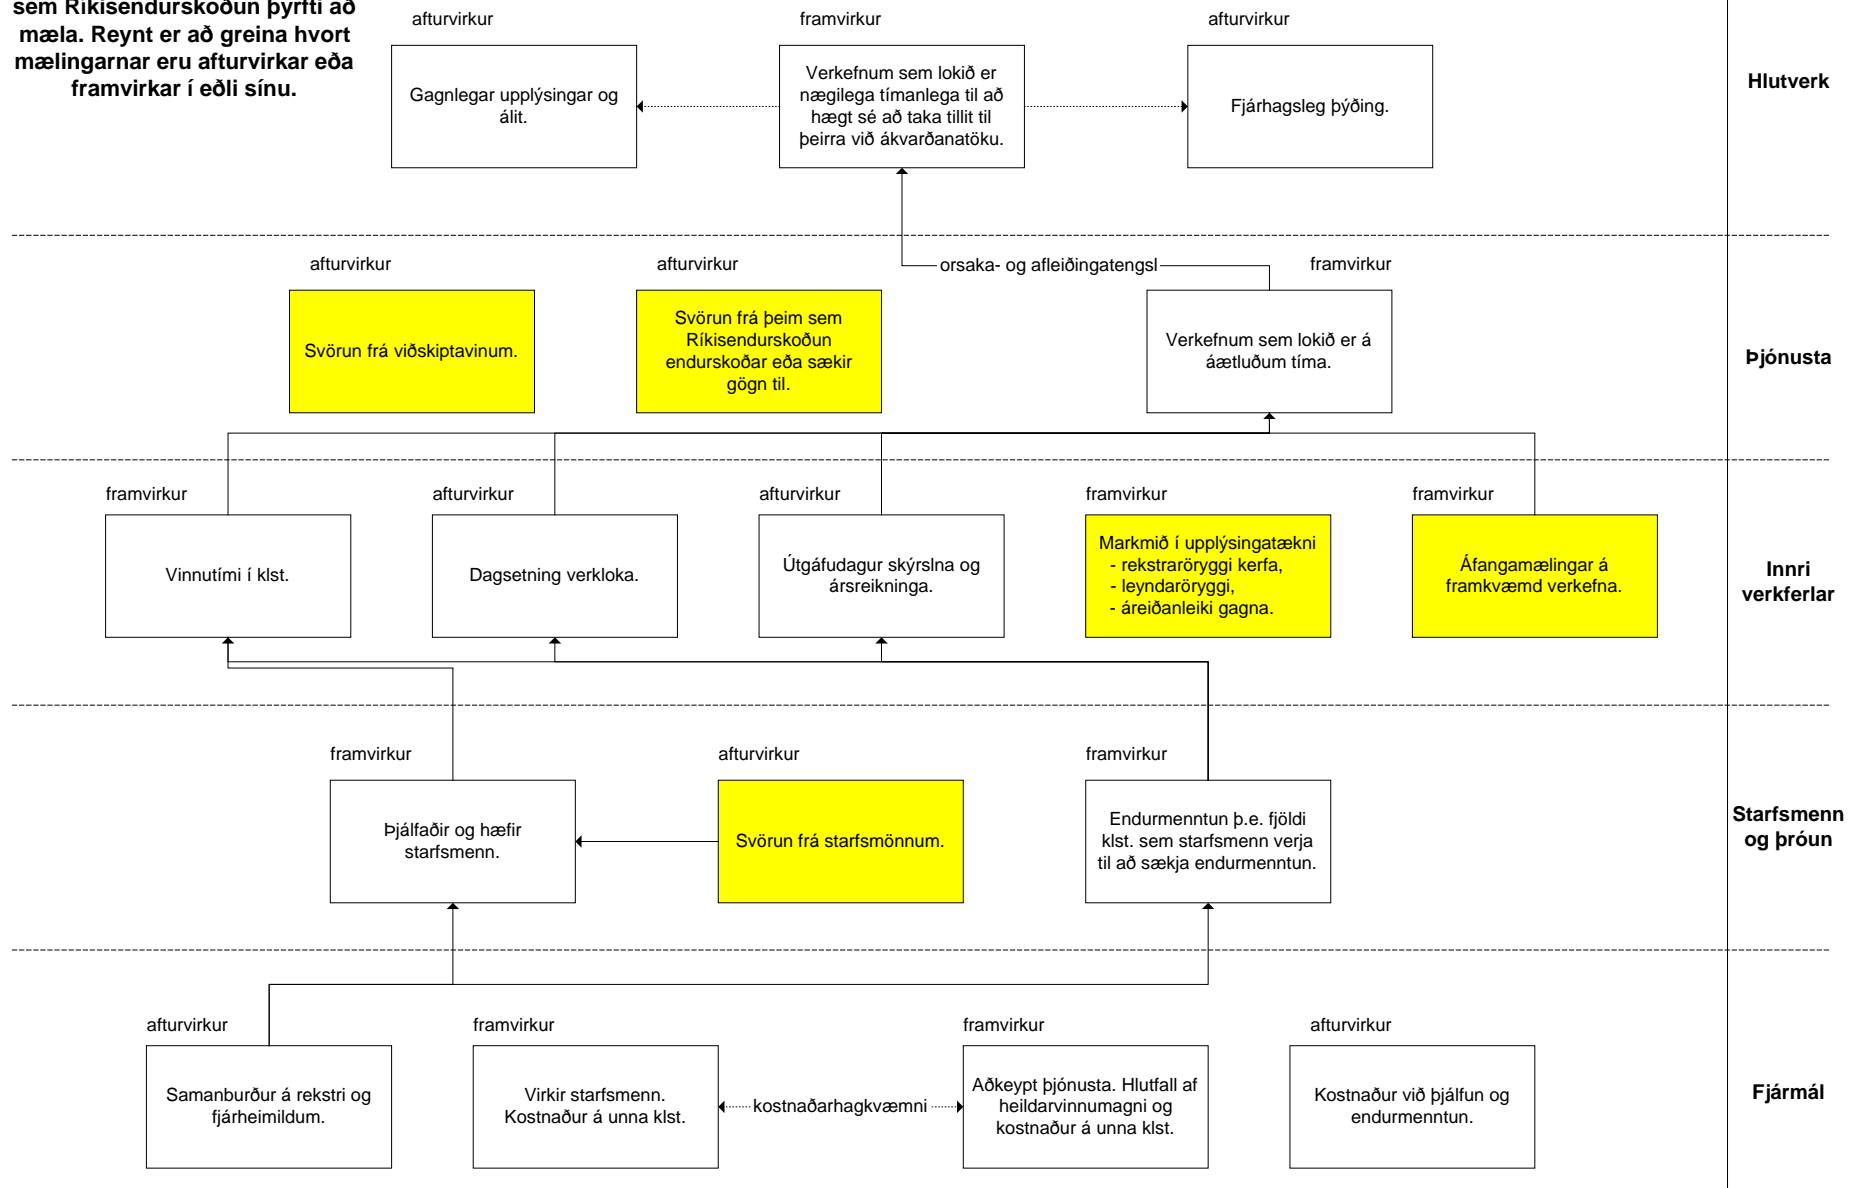 sem Ríkisendurskoðun þyrfti að
mæla. Reynt er að greina hvort
mælingarnar eru afturvirkar eða
framvirkar í eðli sínu.
afturvirkur
framvirkur
afturvirkur
Gagnlegar upplýsingar og
álit.
Verkefnum sem lokið er
nægilega tímanlega til að
hægt sé að taka tillit til
þeirra við ákvarðanatöku.
Fjárhagsleg þýðing.
Hlutverk
afturvirkur
afturvirkur
orsaka- og afleiðingatengsl
framvirkur
Svörun frá viðskiptavinum.
Svörun frá þeim sem
Ríkisendurskoðun
endurskoðar eða sækir
gögn til.
Verkefnum sem lokið er á
áætluðum tíma.
Þjónusta
framvirkur
afturvirkur
afturvirkur
framvirkur
framvirkur
Vinnutími í klst.
Dagsetning verkloka.
Útgáfudagur skýrslna og
ársreikninga.
Markmið í upplýsingatækni
- rekstraröryggi kerfa,
- leyndaröryggi,
- áreiðanleiki gagna.
Áfangamælingar á
framkvæmd verkefna.
Innri
verkferlar
framvirkur
afturvirkur
framvirkur
Þjálfaðir og hæfir
starfsmenn.
Svörun frá starfsmönnum.
Endurmenntun þ.e. fjöldi
klst. sem starfsmenn verja
til að sækja endurmenntun.
Starfsmenn
og þróun
afturvirkur
framvirkur
framvirkur
afturvirkur
Samanburður á rekstri og
fjárheimildum.
Virkir starfsmenn.
Kostnaður á unna klst.
kostnaðarhagkvæmni
Aðkeypt þjónusta. Hlutfall af
heildarvinnumagni og
kostnaður á unna klst.
Kostnaður við þjálfun og
endurmenntun.
Fjármál